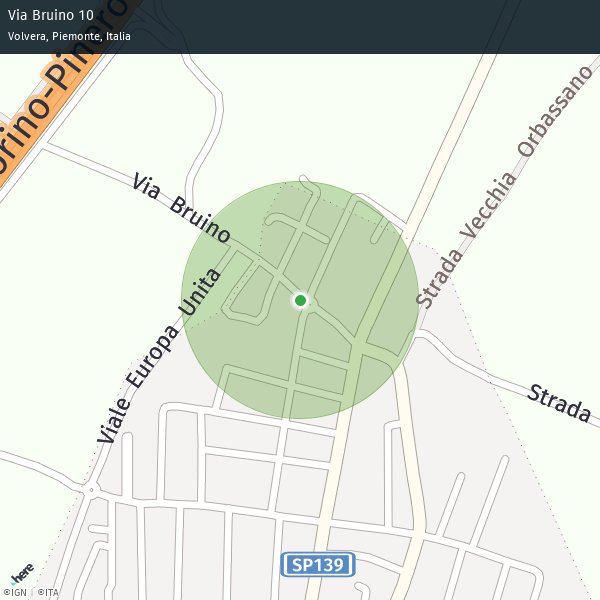 Via Bruino 10
Volvera, Piemonte, Italia
orino-Pinero
Via Bruino
Strada Vecchia Orbassano
Viale Europa Unita
Strada
SP139
here
©IGN | ©ITA